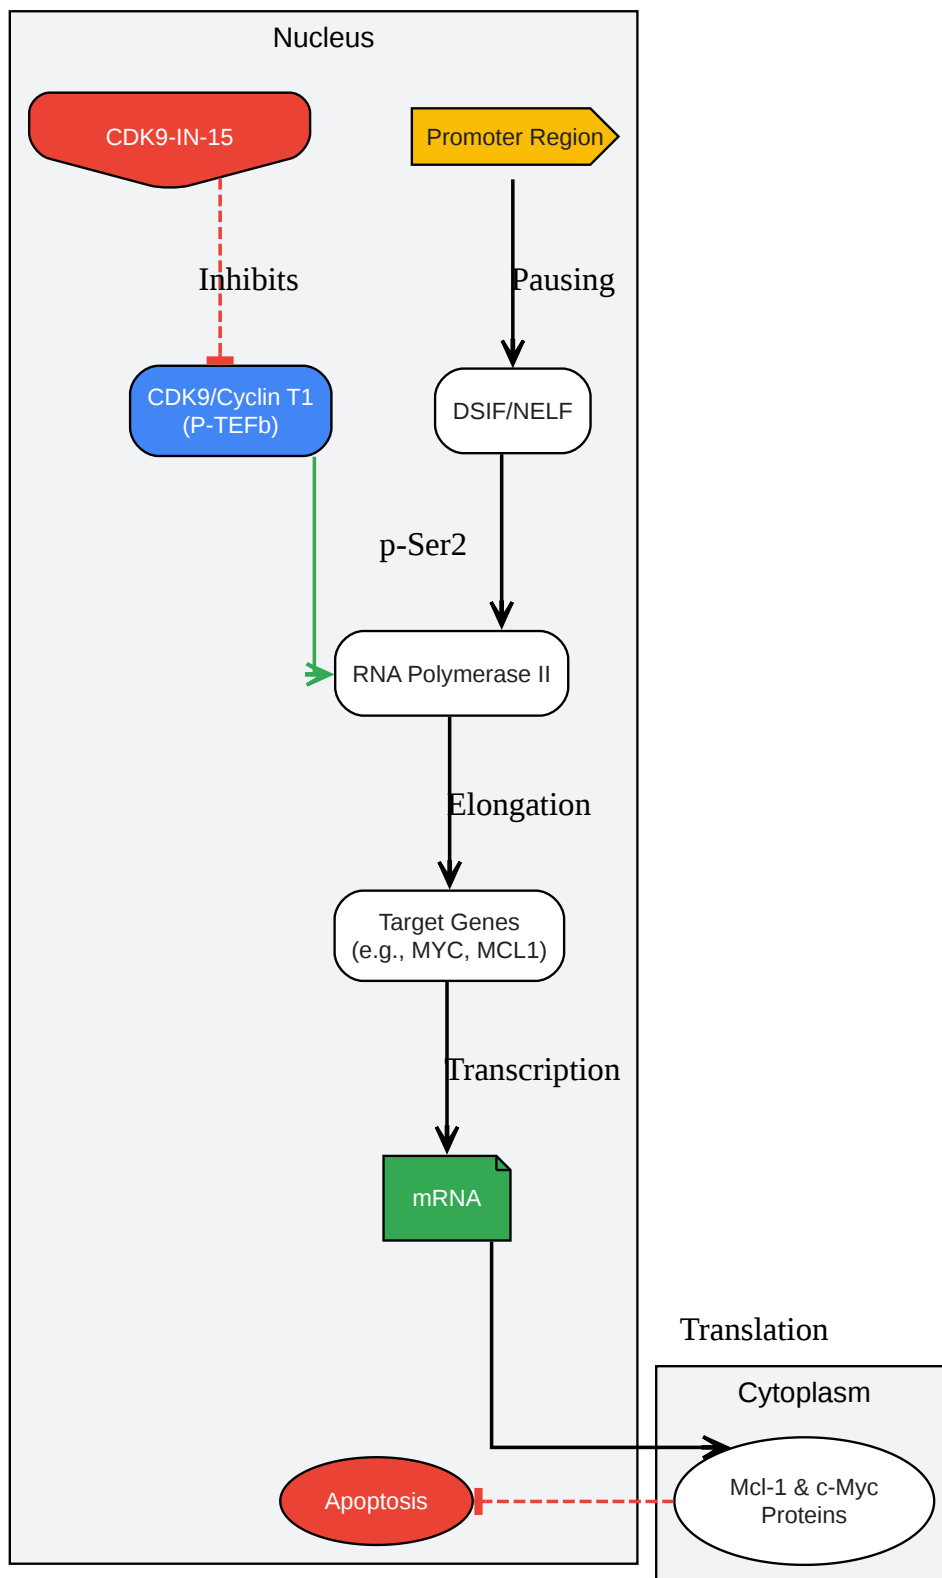 Nucleus
CDK9-IN-15
Promoter Region
Inhibits
Pausing
CDK9/Cyclin T1
(P-TEFb)
DSIF/NELF
p-Ser2
RNA Polymerase II
Elongation
Target Genes
(e.g., MYC, MCL1)
Transcription
mRNA
Translation
Cytoplasm
Mcl-1 & c-Myc
Proteins
Apoptosis